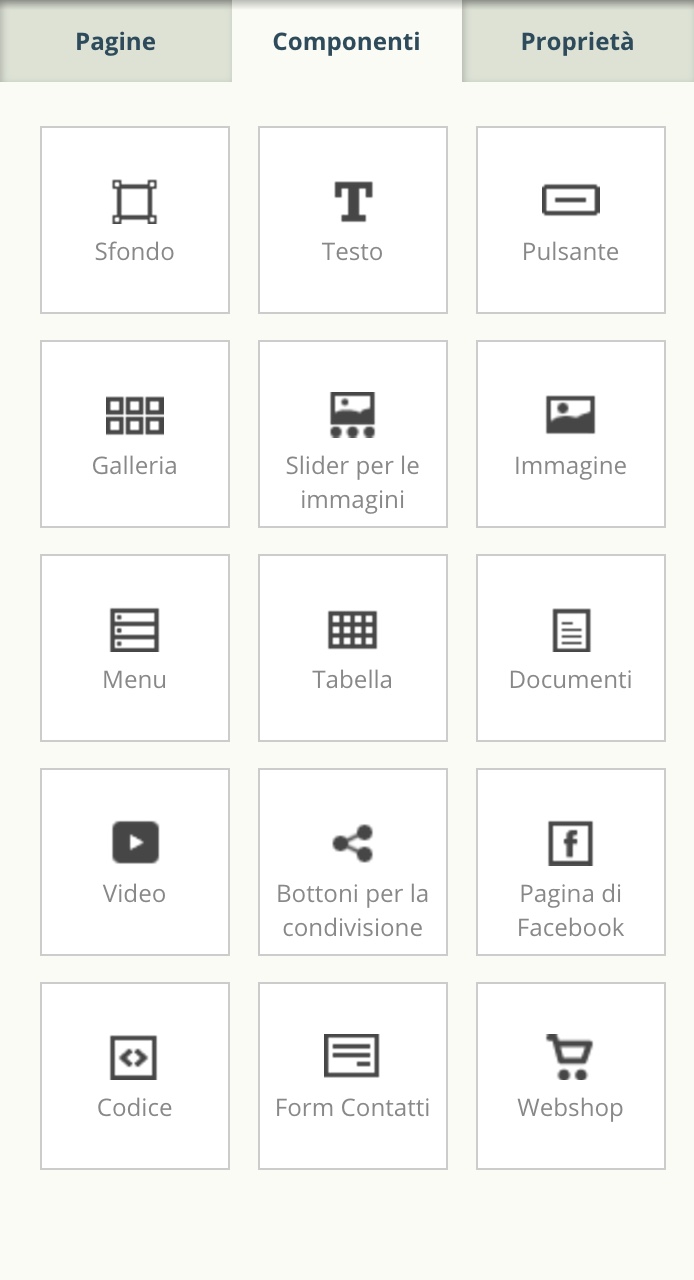 Pagine
Componenti
Proprietà
Sfondo
Testo
Pulsante
Galleria
Slider per le
immagini
Immagine
Menu
Tabella
Documenti
Video
Bottoni per la
condivisione
Pagina di
Facebook
Codice
Form Contatti
Webshop